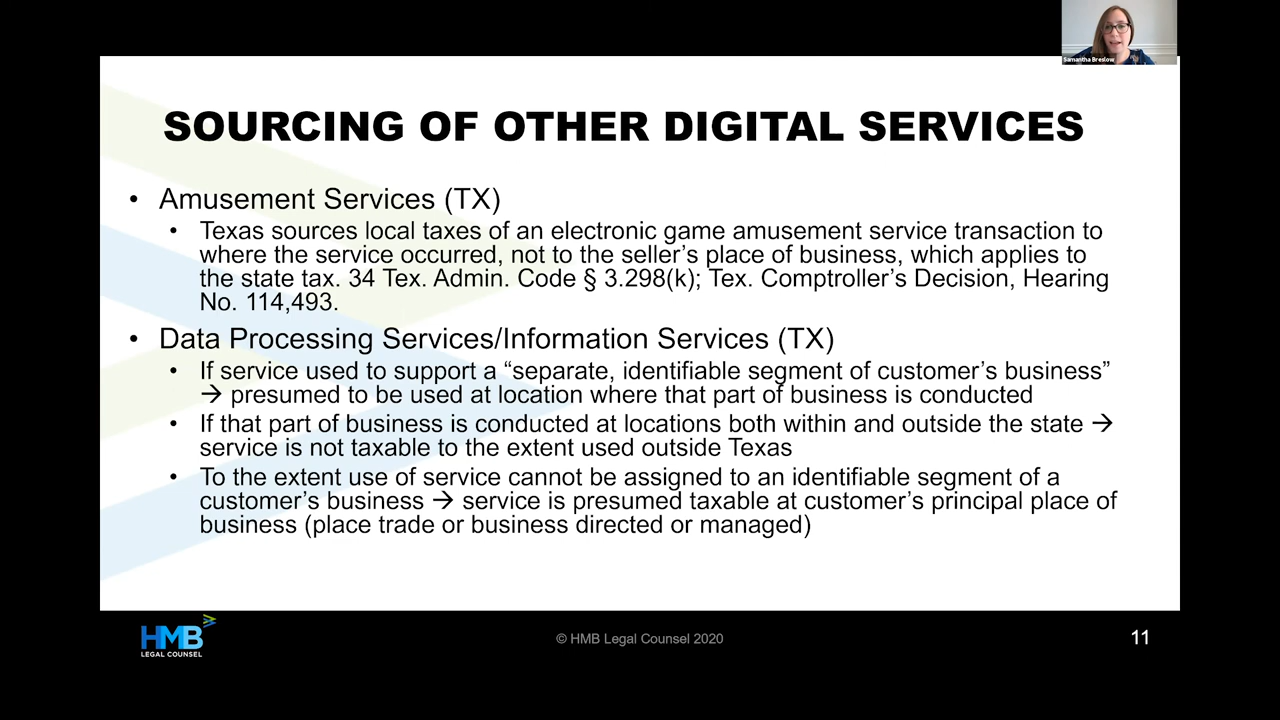 Samantha Breslow
SOURCING OF OTHER DIGITAL SERVICES
• Amusement Services (TX)
• Texas sources local taxes of an electronic game amusement service transaction to
where the service occurred, not to the seller’s place of business, which applies to
the state tax. 34 Tex. Admin. Code § 3.298(k); Tex. Comptroller’s Decision, Hearing
No. 114,493.
• Data Processing Services/Information Services (TX)
• If service used to support a “separate, identifiable segment of customer’s business”
→ presumed to be used at location where that part of business is conducted
• If that part of business is conducted at locations both within and outside the state →
service is not taxable to the extent used outside Texas
• To the extent use of service cannot be assigned to an identifiable segment of a
customer’s business → service is presumed taxable at customer’s principal place of
business (place trade or business directed or managed)
HMB
LEGAL COUNSEL
© HMB Legal Counsel 2020
11